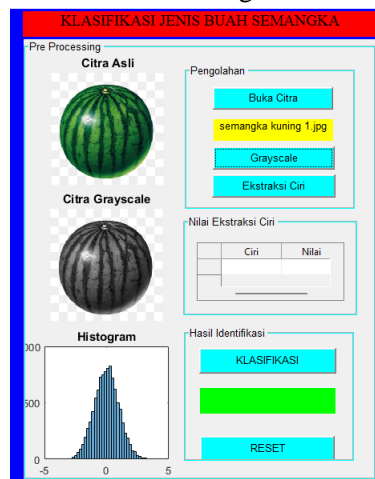 KLASIFIKASI JENIS BUAH SEMANGKA
Pre Processing
Citra Asli
Citra Grayscale
Histogram
000
500
0
-5 0 5
Pengolahan
Buka Citra
semangka kuning 1.jpg
Grayscale
Ekstraksi Ciri
Nilai Ekstraksi Ciri
Ciri Nilai
Hasil Identifikasi
KLASIFIKASI
RESET